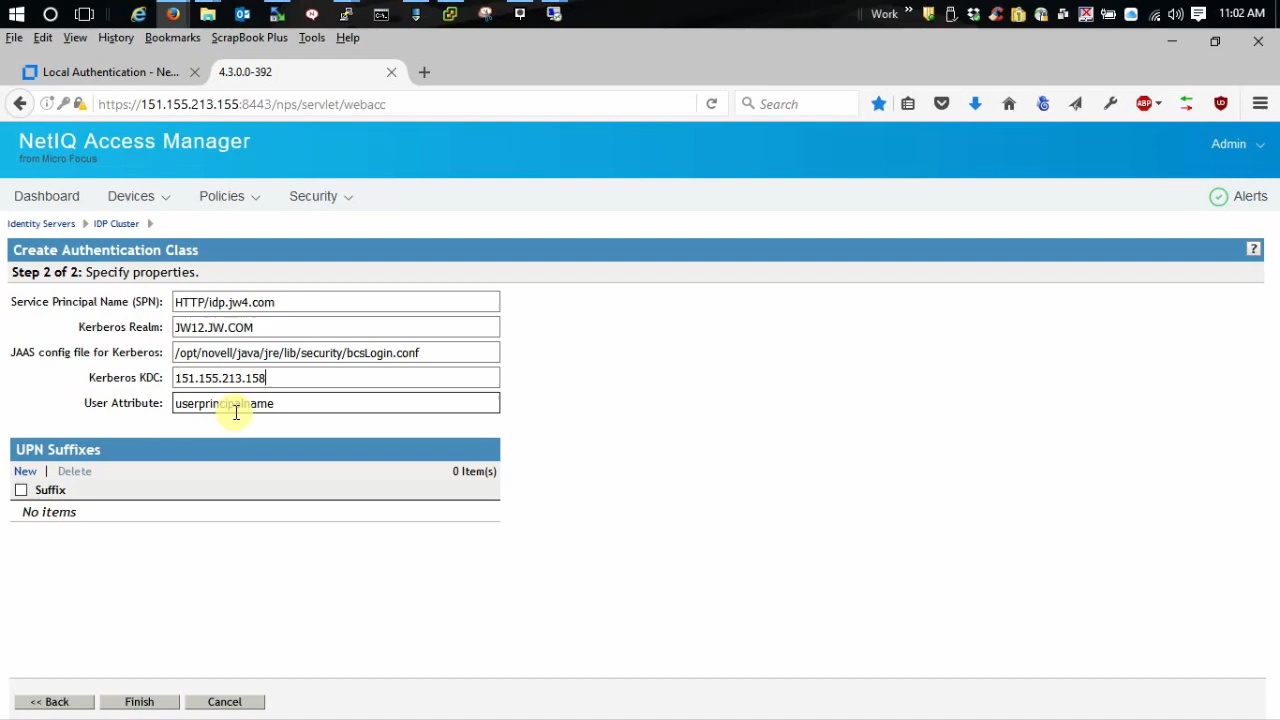 Work
»
11:02 AM
File Edit View History Bookmarks ScrapBook Plus Tools Help
Local Authentication - Ne...
4.3.0.0-392
https://151.155.213.155:8443/nps/servlet/webacc
Search
ABP
NetIQ Access Manager
from Micro Focus
Admin
Dashboard Devices Policies Security Alerts
Identity Servers IDP Cluster
Create Authentication Class
?
Step 2 of 2: Specify properties.
Service Principal Name (SPN): HTTP/idp.jw4.com
Kerberos Realm: JW12.JW.COM
JAAS config file for Kerberos: /opt/novell/java/jre/lib/security/bcsLogin.conf
Kerberos KDC: 151.155.213.158
User Attribute: userprincipalname
UPN Suffixes
New | Delete 0 Item(s)
Suffix
No items
<< Back Finish Cancel